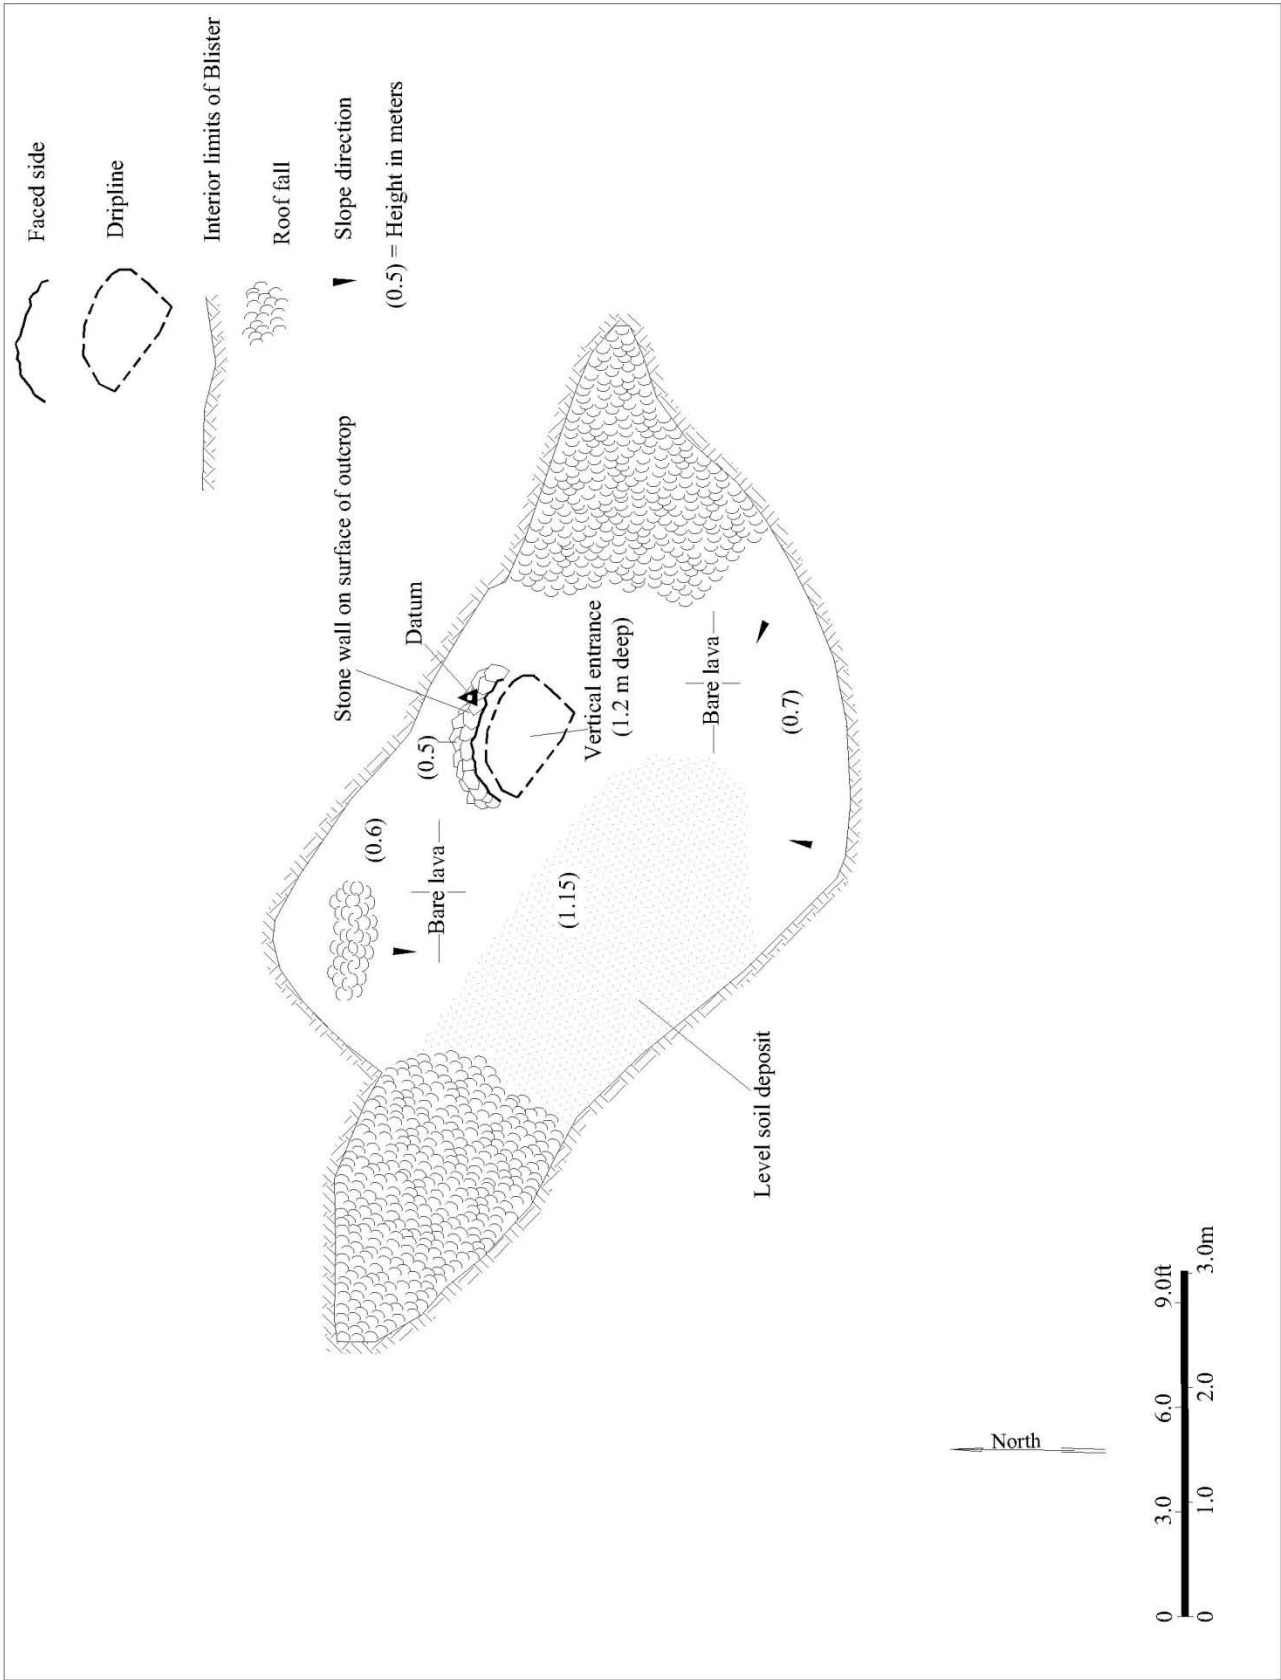 Faced side
Dripline
Interior limits of Blister
Roof fall
Slope direction
(0.5) = Height in meters
Stone wall on surface of outcrop
Datum
(0.5)
(0.6)
Bare lava
Vertical entrance
(1.2 m deep)
Bare lava
(0.7)
(1.15)
Level soil deposit
North
0 3.0 6.0 9.0ft
0 1.0 2.0 3.0m